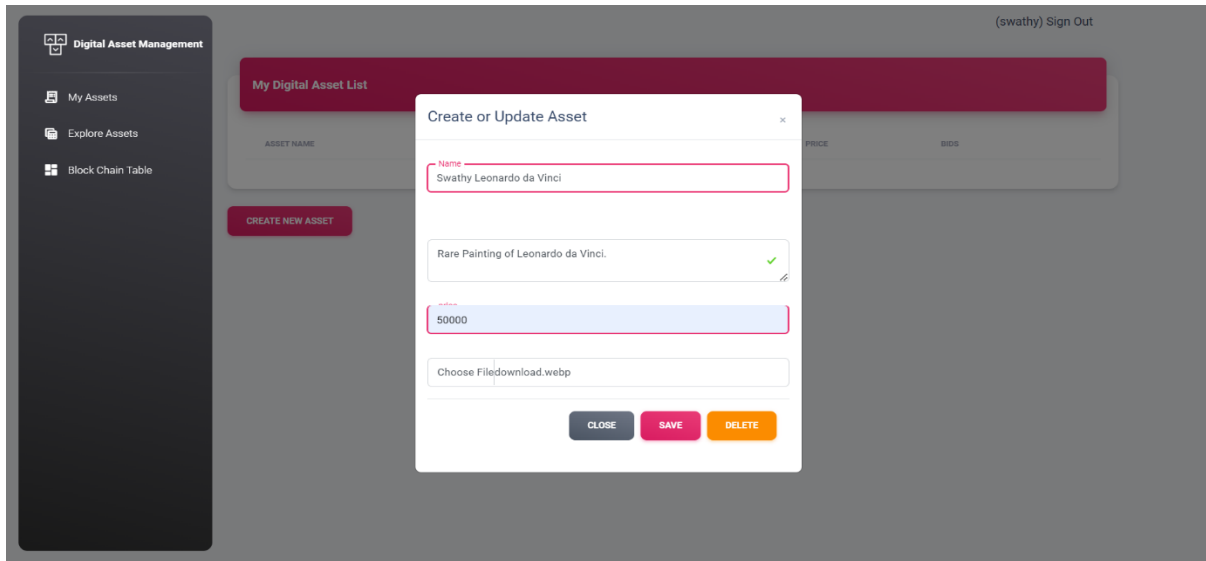 (swathy) Sign Out
Digital Asset Management
My Assets
Explore Assets
Block Chain Table
My Digital Asset List
ASSET NAME
PRICE
BIDS
CREATE NEW ASSET
Create or Update Asset
×
Name
Swathy Leonardo da Vinci
Rare Painting of Leonardo da Vinci.
50000
Choose Filedownload.webp
CLOSE SAVE DELETE